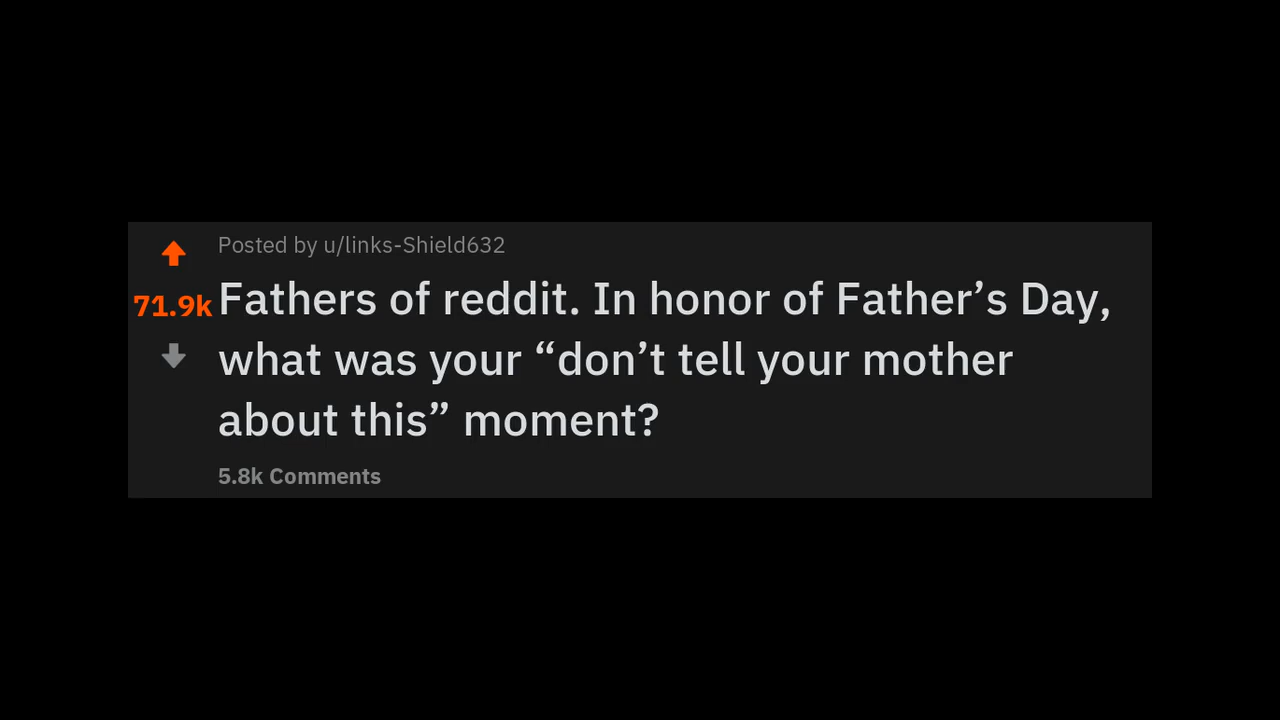 Posted by u/links-Shield632
71.9k
Fathers of reddit. In honor of Father’s Day,
what was your “don’t tell your mother
about this” moment?
5.8k Comments